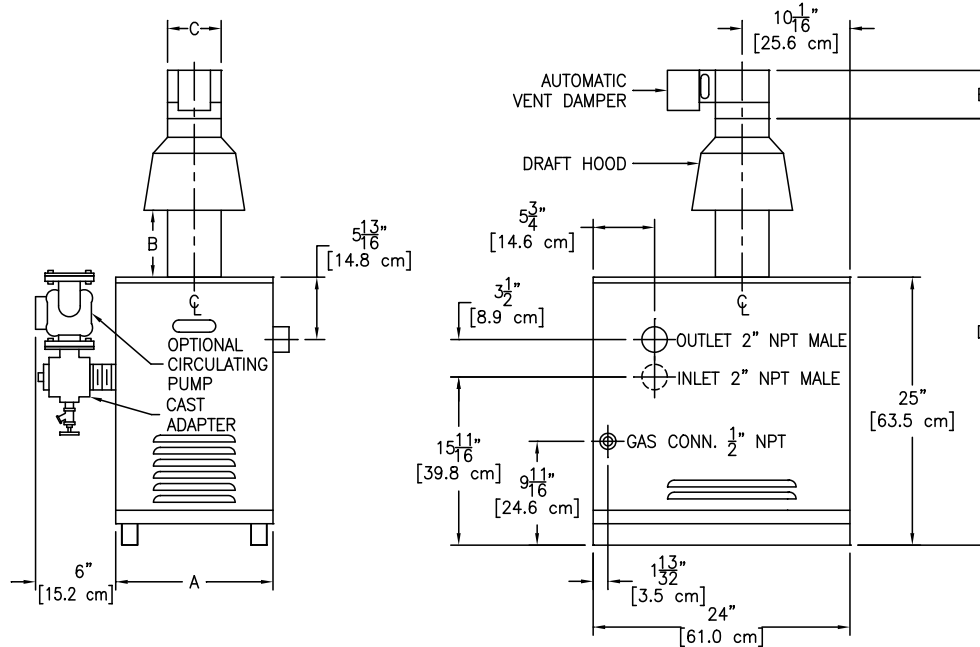 C
10 1/16"
[25.6 cm]
AUTOMATIC
VENT DAMPER
DRAFT HOOD
5 3/4"
[14.6 cm]
5 13/16"
[14.8 cm]
B
3 1/2"
[8.9 cm]
CL
CL
OPTIONAL
CIRCULATING
PUMP
CAST
ADAPTER
OUTLET 2" NPT MALE
INLET 2" NPT MALE
25"
[63.5 cm]
GAS CONN. 1/2" NPT
15 11/16"
[39.8 cm]
9 11/16"
[24.6 cm]
6"
[15.2 cm]
A
1 13/32"
[3.5 cm]
24"
[61.0 cm]